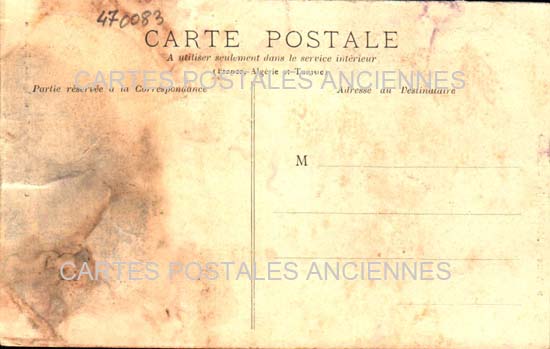 470083
CARTE POSTALE
A utiliser seulement dans le service intérieur
(France, Algérie et Tunisie)
CARTES POSTALES ANCIENNES
Partie réservée à la Correspondance
Adresse au Destinataire
M
CARTES POSTALES ANCIENNES